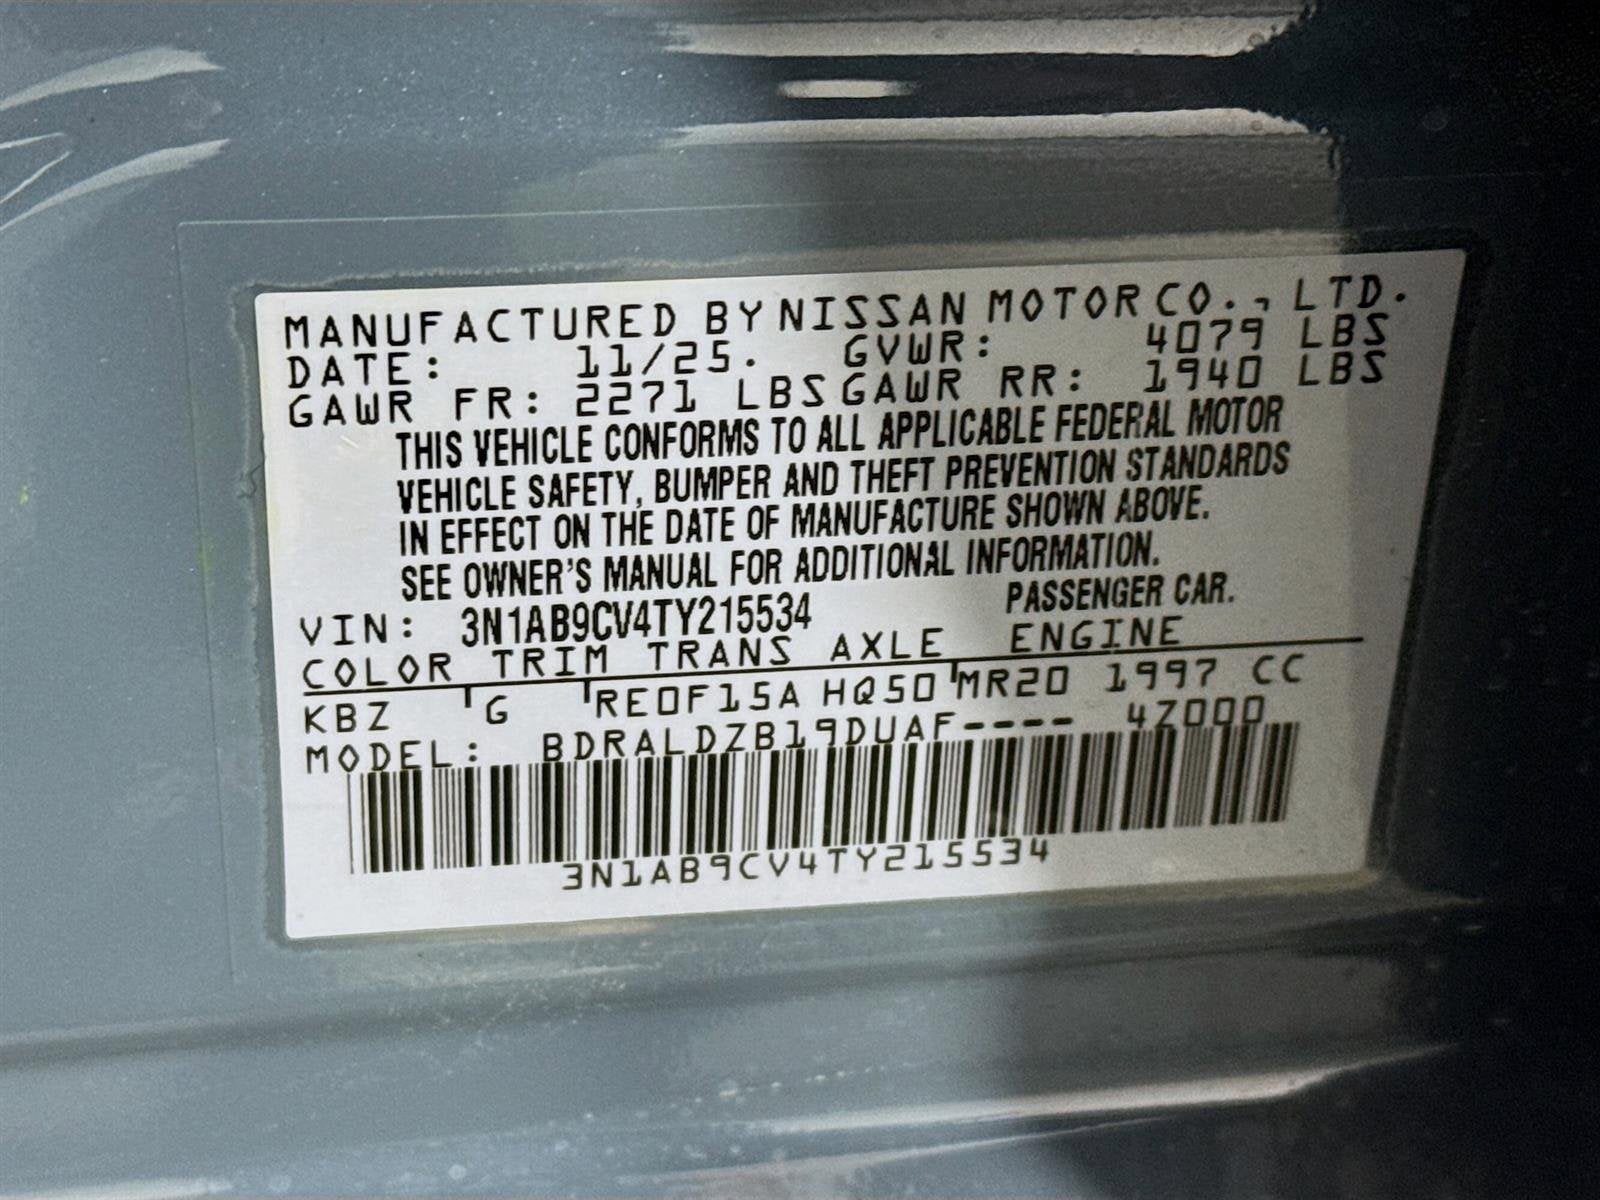 MANUFACTURED BY NISSAN MOTOR CO., LTD.
DATE: 11/25. GVWR: 4079 LBS
GAWR FR: 2271 LBS GAWR RR: 1940 LBS
THIS VEHICLE CONFORMS TO ALL APPLICABLE FEDERAL MOTOR
VEHICLE SAFETY, BUMPER AND THEFT PREVENTION STANDARDS
IN EFFECT ON THE DATE OF MANUFACTURE SHOWN ABOVE.
SEE OWNER'S MANUAL FOR ADDITIONAL INFORMATION.
VIN: 3N1AB9CV4TY215534 PASSENGER CAR.
COLOR TRIM TRANS AXLE ENGINE
KBZ G RE0F15A HQ50 MR20 1997 CC
MODEL: BDRALDZB19DUAF---- 4Z000
3N1AB9CV4TY215534